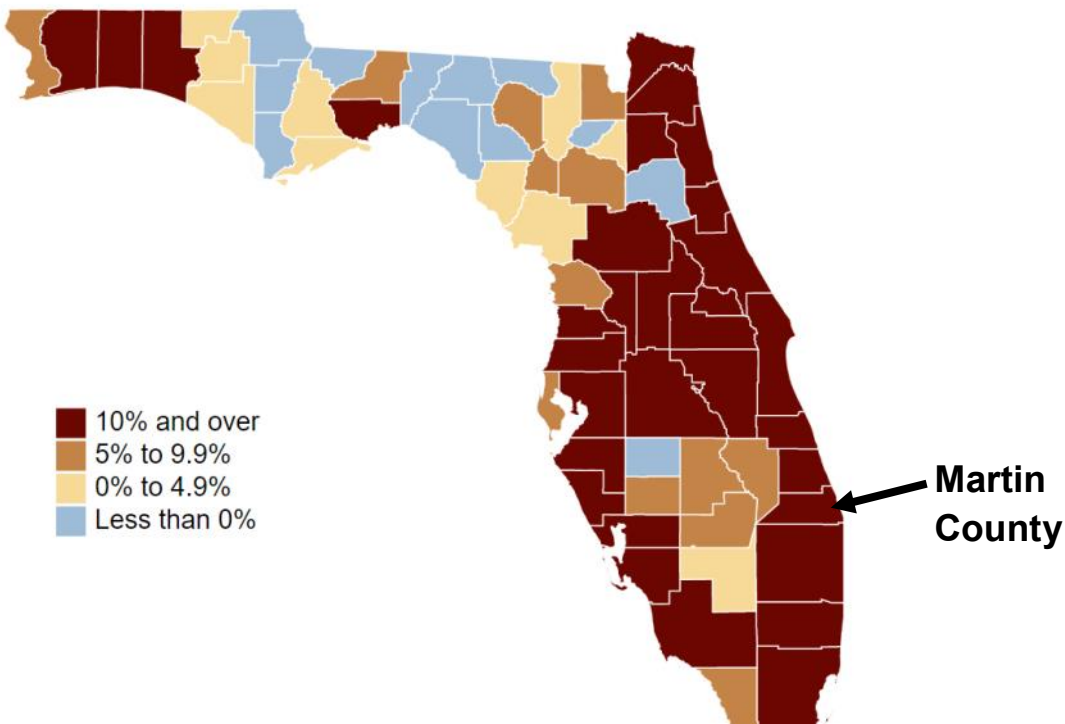 10% and over
5% to 9.9%
0% to 4.9%
Less than 0%
Martin
County